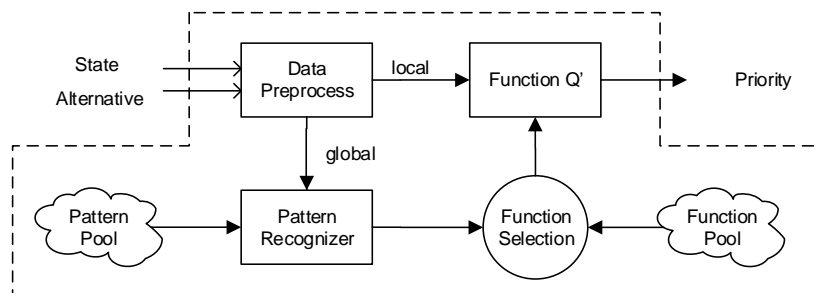 State
Alternative
Data
Preprocess
local
Function Q'
Priority
global
Pattern
Pool
Pattern
Recognizer
Function
Selection
Function
Pool